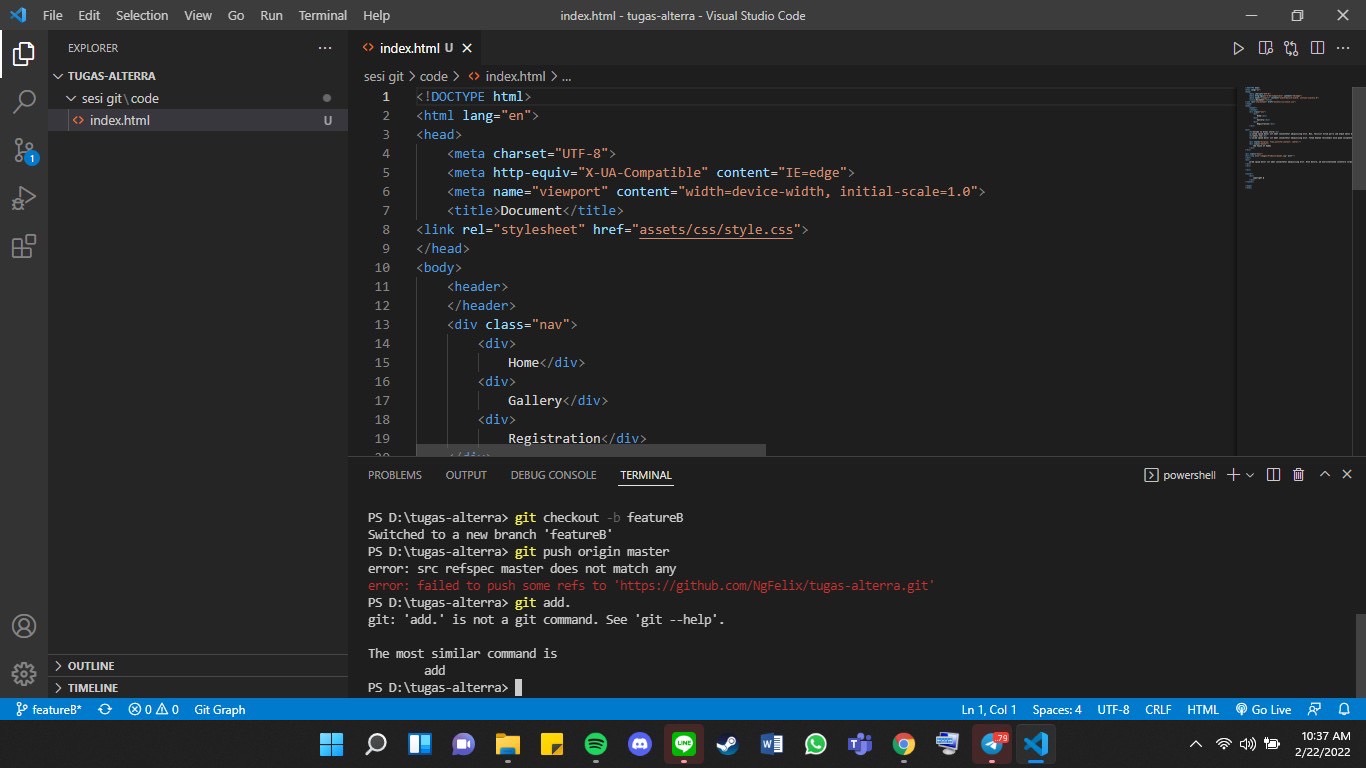 File Edit Selection View Go Run Terminal Help index.html - tugas-alterra - Visual Studio Code
EXPLORER
TUGAS-ALTERRA
sesi git\code
index.html U
1
OUTLINE
TIMELINE
index.html U
sesi git > code > index.html > ...
1 <!DOCTYPE html>
2 <html lang="en">
3 <head>
4 <meta charset="UTF-8">
5 <meta http-equiv="X-UA-Compatible" content="IE=edge">
6 <meta name="viewport" content="width=device-width, initial-scale=1.0">
7 <title>Document</title>
8 <link rel="stylesheet" href="assets/css/style.css">
9 </head>
10 <body>
11 <header>
12 </header>
13 <div class="nav">
14 <div>
15 Home</div>
16 <div>
17 Gallery</div>
18 <div>
19 Registration</div>
20 </div>
PROBLEMS OUTPUT DEBUG CONSOLE TERMINAL powershell
PS D:\tugas-alterra> git checkout -b featureB
Switched to a new branch 'featureB'
PS D:\tugas-alterra> git push origin master
error: src refspec master does not match any
error: failed to push some refs to 'https://github.com/NgFelix/tugas-alterra.git'
PS D:\tugas-alterra> git add.
git: 'add.' is not a git command. See 'git --help'.
The most similar command is
add
PS D:\tugas-alterra>
featureB* 0 0 Git Graph Ln 1, Col 1 Spaces: 4 UTF-8 CRLF HTML Go Live
LINE W 79
10:37 AM
2/22/2022